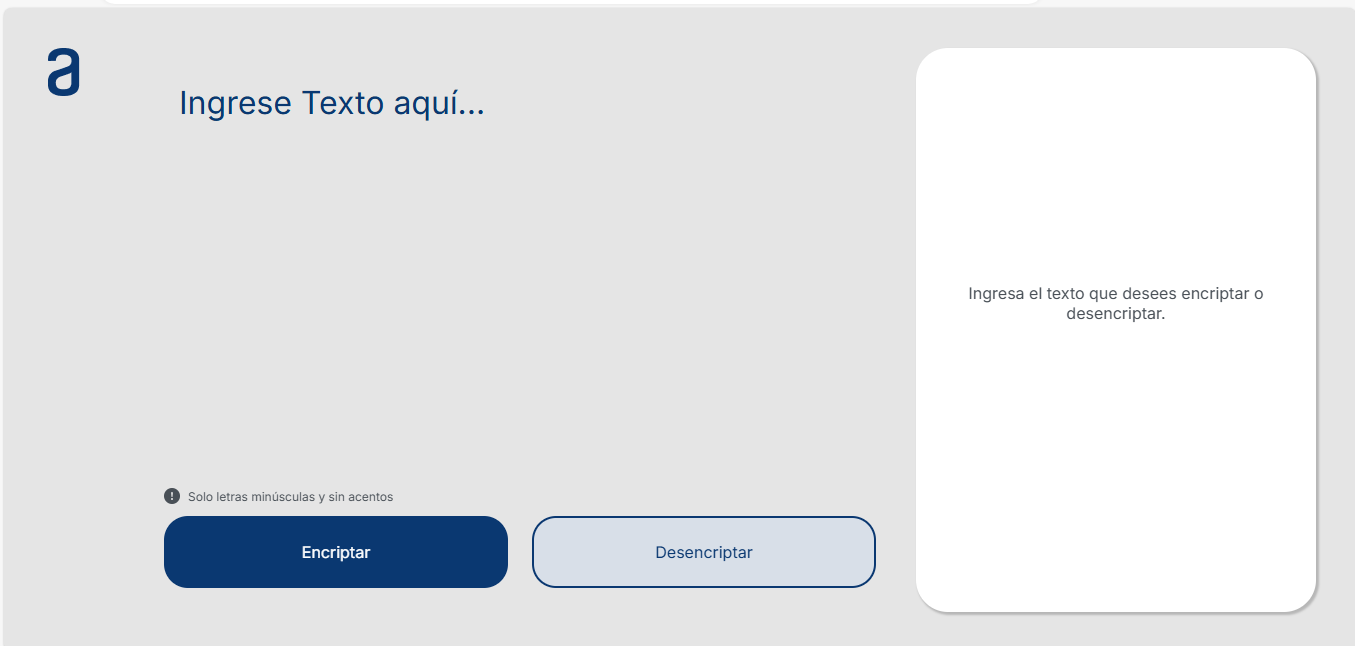 a
Ingrese Texto aquí...
Ingresa el texto que desees encriptar o
desencriptar.
! Solo letras minúsculas y sin acentos
Encriptar
Desencriptar